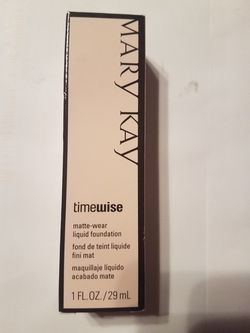 MARY KAY
timewise
matte-wear
liquid foundation
fond de teint liquide
fini mat
maquillaje líquido
acabado mate
1 FL. OZ. / 29 mL